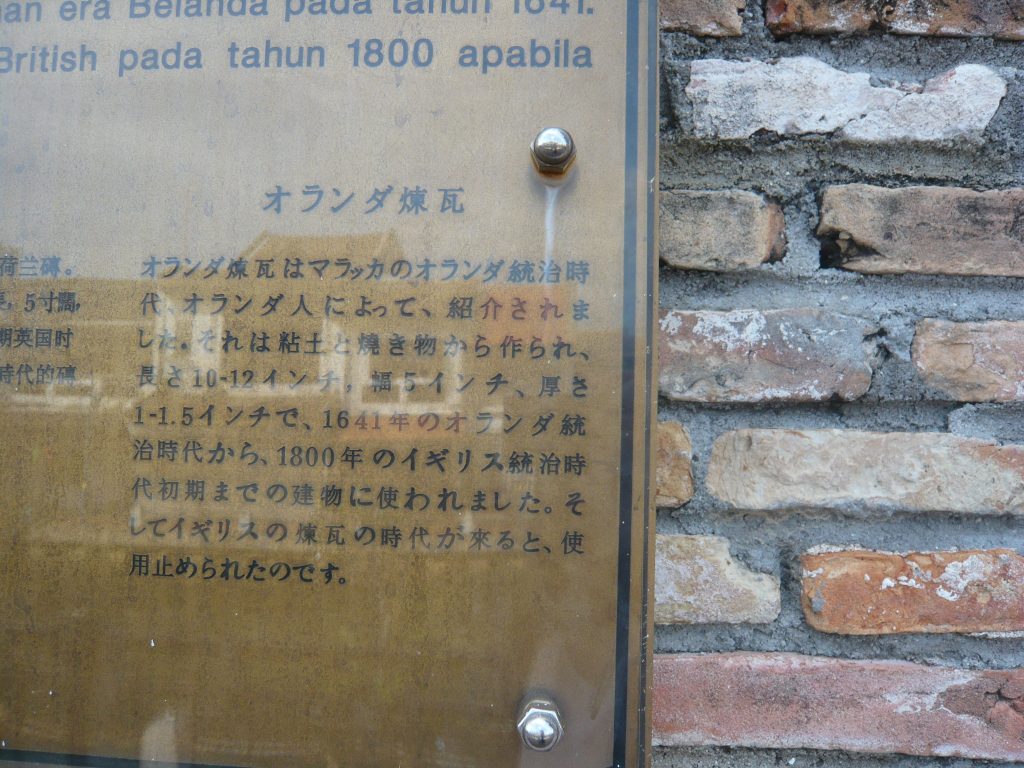 an era Belanda pada tahun 1641.
British pada tahun 1800 apabila
オランダ煉瓦
荷兰磚。
5寸闊,
期英国时
時代的磚
オランダ煉瓦はマラッカのオランダ統治時
代、オランダ人によって、紹介されま
した。それは粘土と焼き物から作られ、
長さ10-12インチ, 幅5インチ、厚さ
1-1.5インチで、1641年のオランダ統
治時代から、1800年のイギリス統治時
代初期までの建物に使われました。そ
してイギリスの煉瓦の時代が來ると、使
用止められたのです。